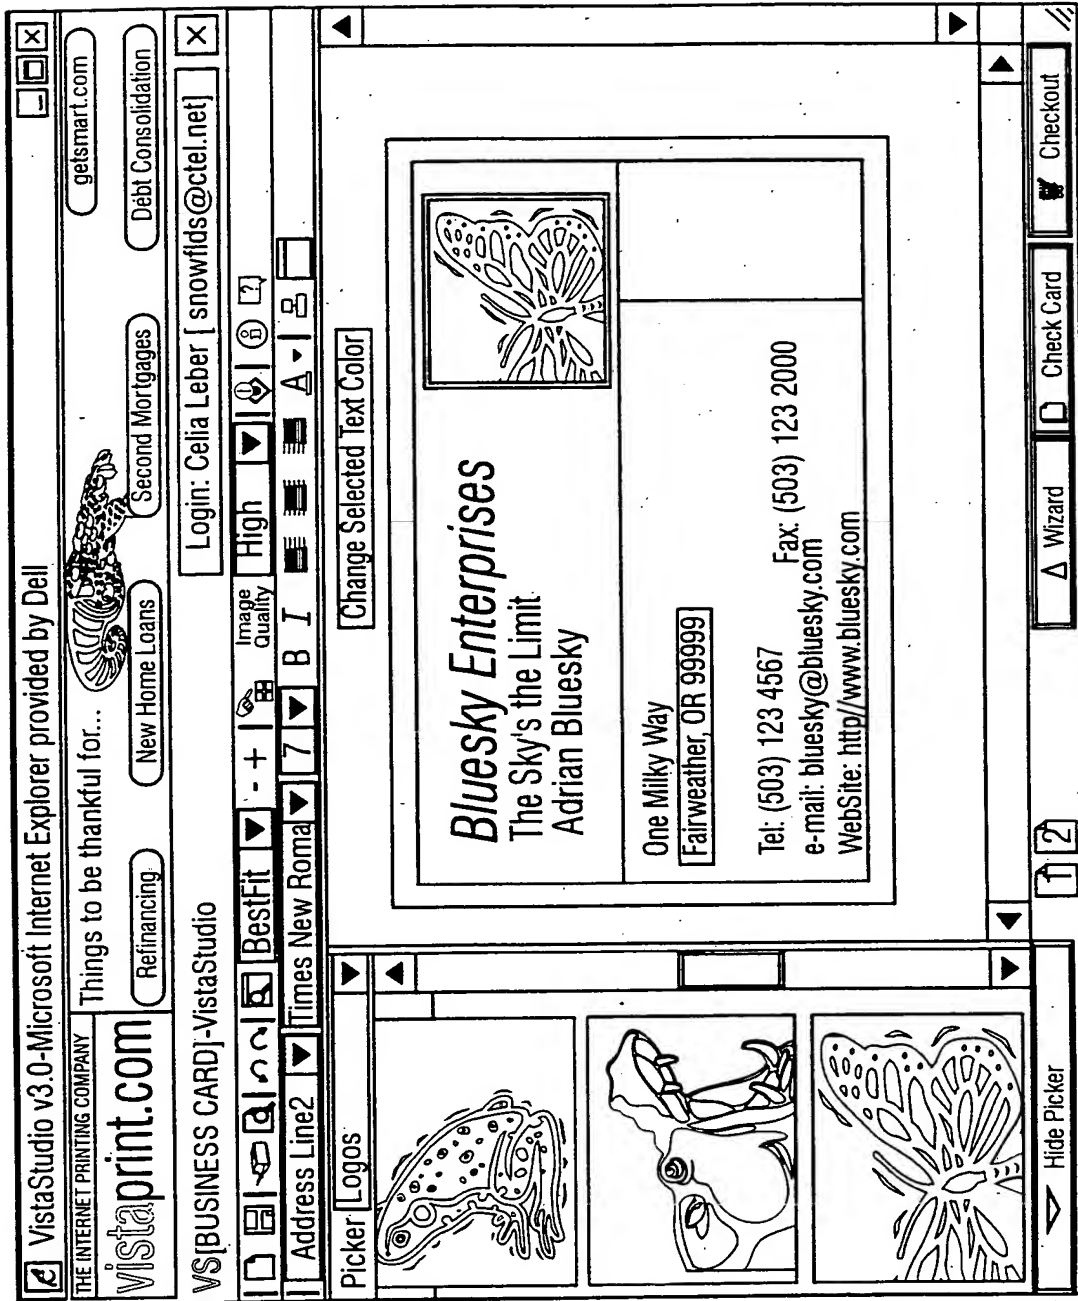 VistaStudio v3.0-Microsoft Internet Explorer provided by Dell
THE INTERNET PRINTING COMPANY
vistaprint.com
Things to be thankful for...
getsmart.com
Refinancing
New Home Loans
Second Mortgages
Debt Consolidation
VS[BUSINESS CARD]-VistaStudio
Login: Celia Leber [ snowflds@ctel.net]
BestFit
- +
Image
Quality
High
?
Address Line2
Times New Roma
7
B I
A
Picker Logos
Change Selected Text Color
Bluesky Enterprises
The Sky's the Limit
Adrian Bluesky
One Milky Way
Fairweather, OR 99999
Tel: (503) 123 4567
Fax: (503) 123 2000
e-mail: bluesky@bluesky.com
WebSite: http//www.bluesky.com
Hide Picker
1 2
Wizard
Check Card
Checkout